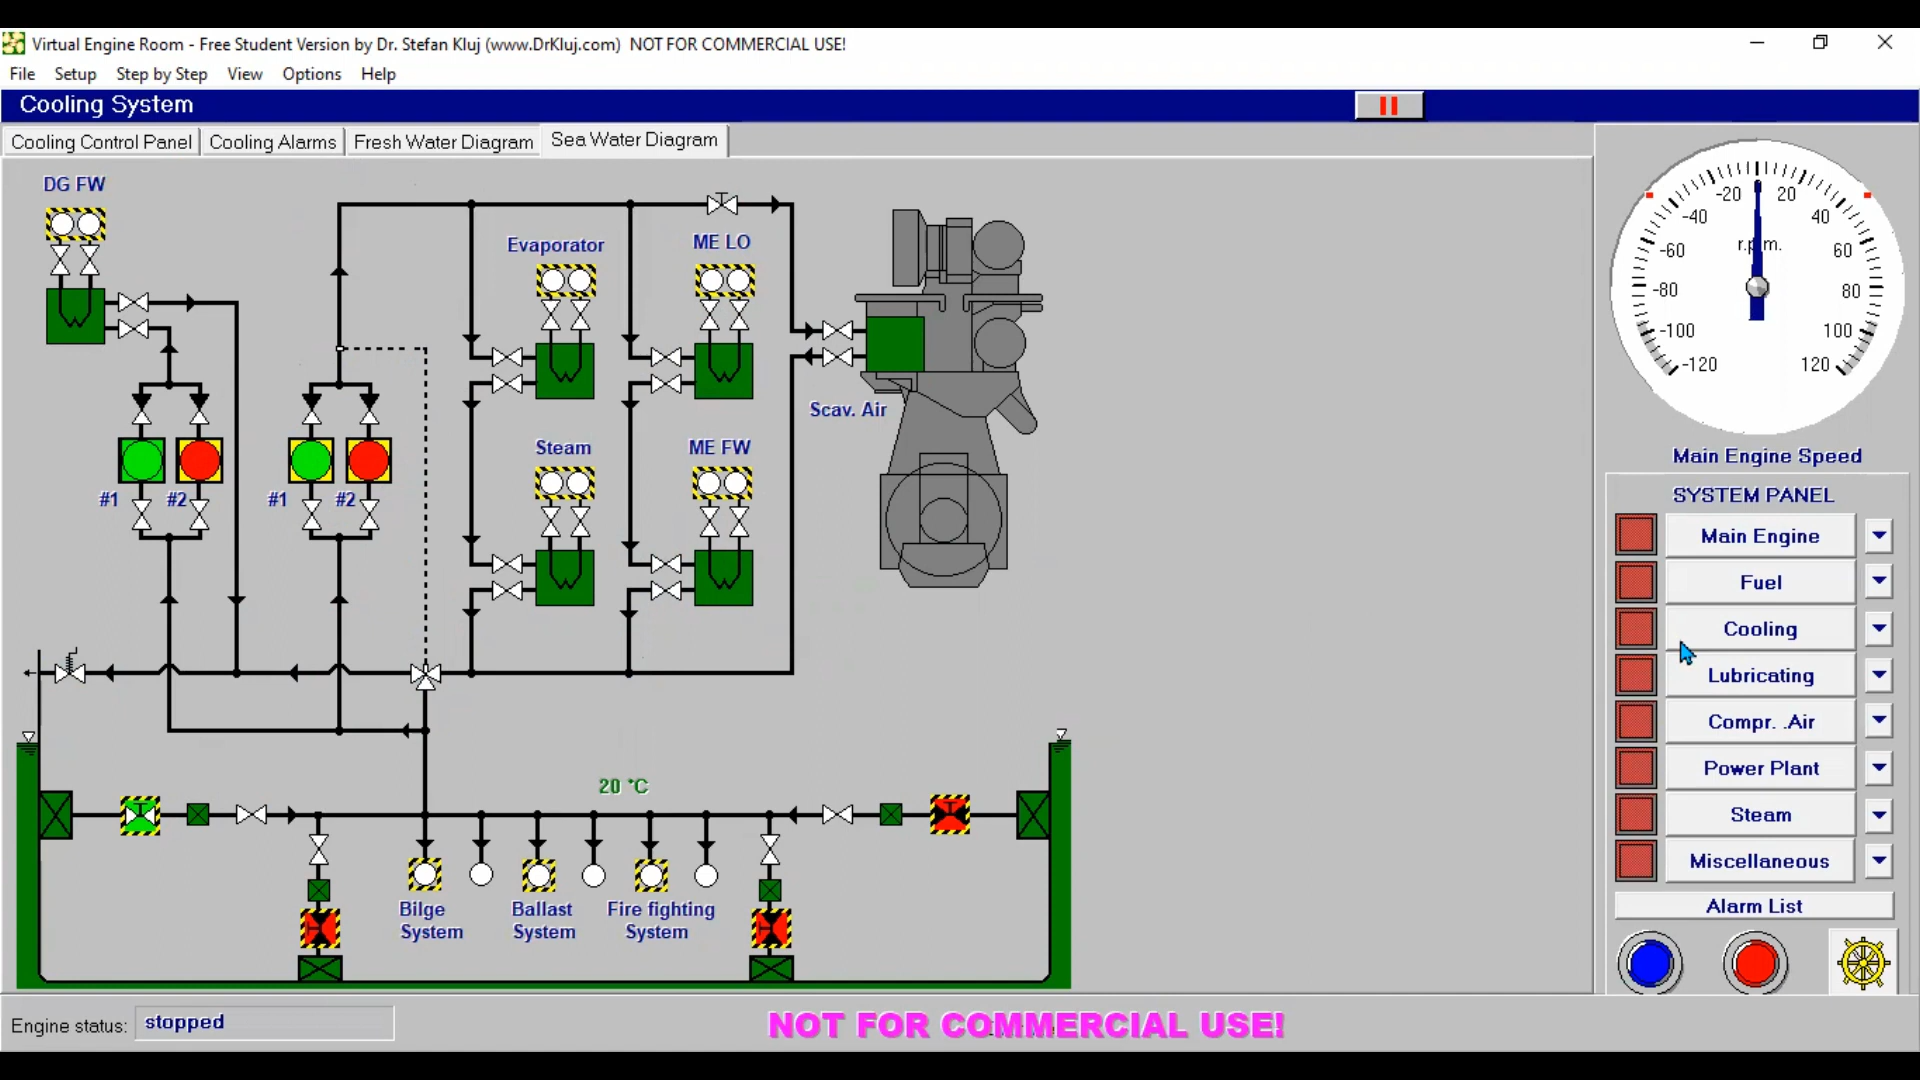 Virtual Engine Room - Free Student Version by Dr. Stefan Kluj (www.DrKluj.com) NOT FOR COMMERCIAL USE!
File Setup Step by Step View Options Help
Cooling System
Cooling Control Panel Cooling Alarms Fresh Water Diagram Sea Water Diagram
DG FW
Evaporator
ME LO
Scav. Air
Steam
ME FW
#1 #2 #1 #2
20 °C
Bilge System
Ballast System
Fire fighting System
-20 20
-40 40
r.p.m.
-60 60
-80 80
-100 100
-120 120
Main Engine Speed
SYSTEM PANEL
Main Engine
Fuel
Cooling
Lubricating
Compr. .Air
Power Plant
Steam
Miscellaneous
Alarm List
Engine status: stopped
NOT FOR COMMERCIAL USE!